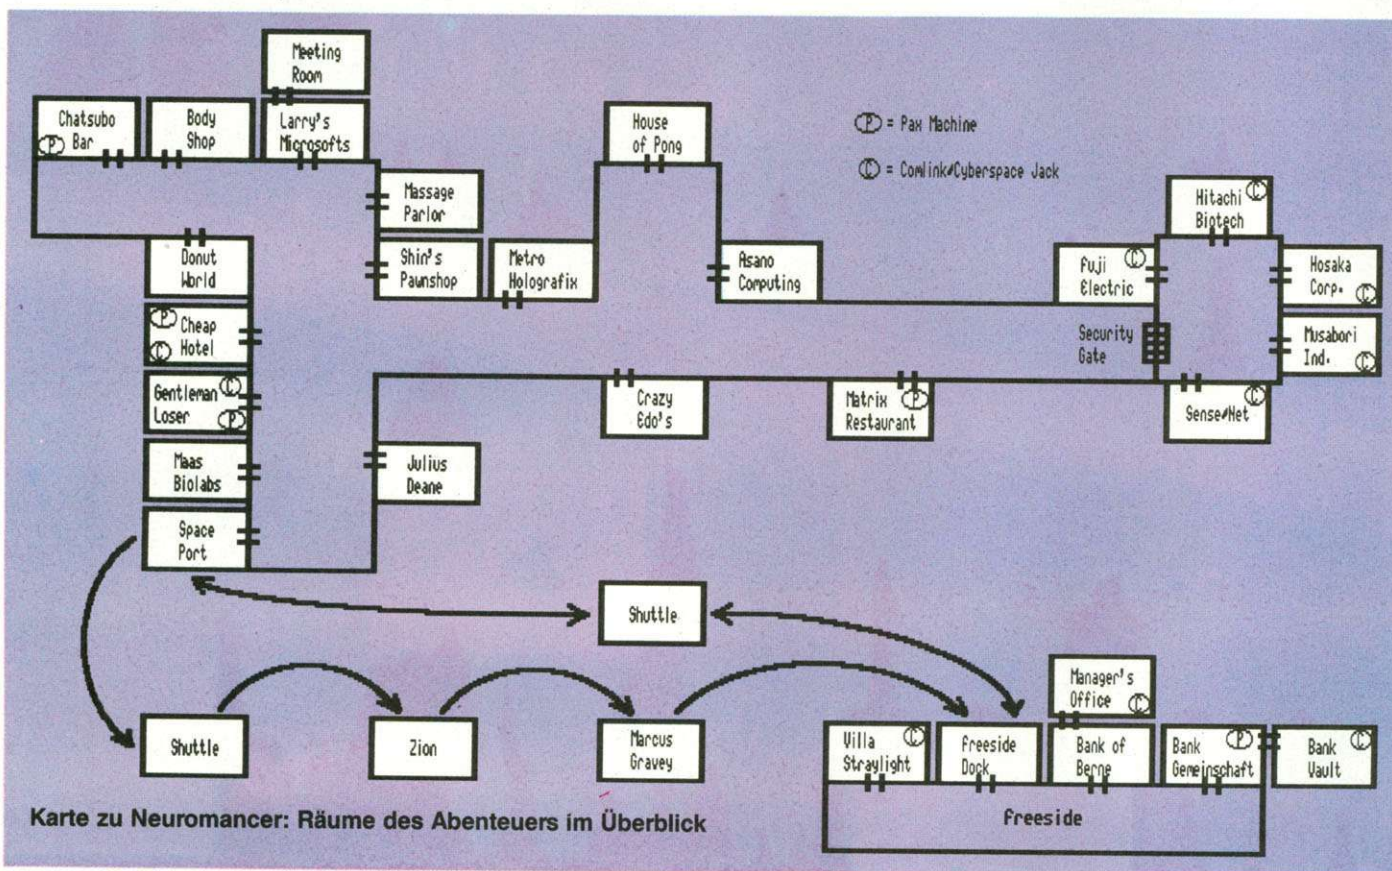 Meeting
Room
Chatsubo
Bar
P
Body
Shop
Larry's
Microsofts
House
of Pong
P = Pax Machine
C = Comlink/Cyberspace Jack
Massage
Parlor
Hitachi
Biotech
C
Donut
World
Shin's
Pawnshop
Metro
Holografix
Asano
Computing
Fuji
Electric
C
Hosaka
Corp.
C
P
Cheap
Hotel
C
Security
Gate
Musabori
Ind.
C
Gentleman
Loser
C
P
Crazy
Edo's
Matrix
Restaurant
P
Sense/Net
C
Maas
Biolabs
Julius
Deane
Space
Port
Shuttle
Manager's
Office
C
Shuttle
Zion
Marcus
Gravey
Villa
Straylight
C
Freeside
Dock
Bank of
Berne
Bank
Gemeinschaft
P
Bank
Vault
C
Freeside
Karte zu Neuromancer: Räume des Abenteuers im Überblick